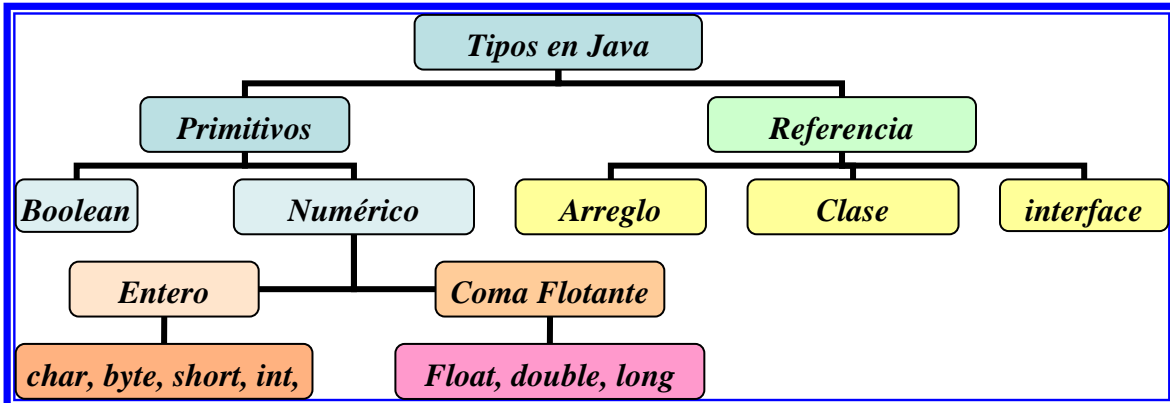 Tipos en Java
Primitivos
Referencia
Boolean
Numérico
Arreglo
Clase
interface
Entero
Coma Flotante
char, byte, short, int,
Float, double, long